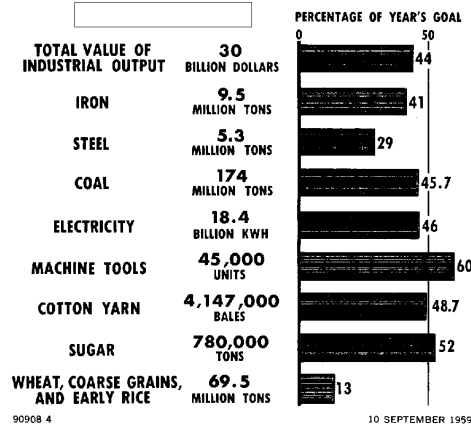 PERCENTAGE OF YEAR'S GOAL
0 50
TOTAL VALUE OF INDUSTRIAL OUTPUT 30 BILLION DOLLARS 44
IRON 9.5 MILLION TONS 41
STEEL 5.3 MILLION TONS 29
COAL 174 MILLION TONS 45.7
ELECTRICITY 18.4 BILLION KWH 46
MACHINE TOOLS 45,000 UNITS 60
COTTON YARN 4,147,000 BALES 48.7
SUGAR 780,000 TONS 52
WHEAT, COARSE GRAINS, AND EARLY RICE 69.5 MILLION TONS 13
90908 4 10 SEPTEMBER 1959